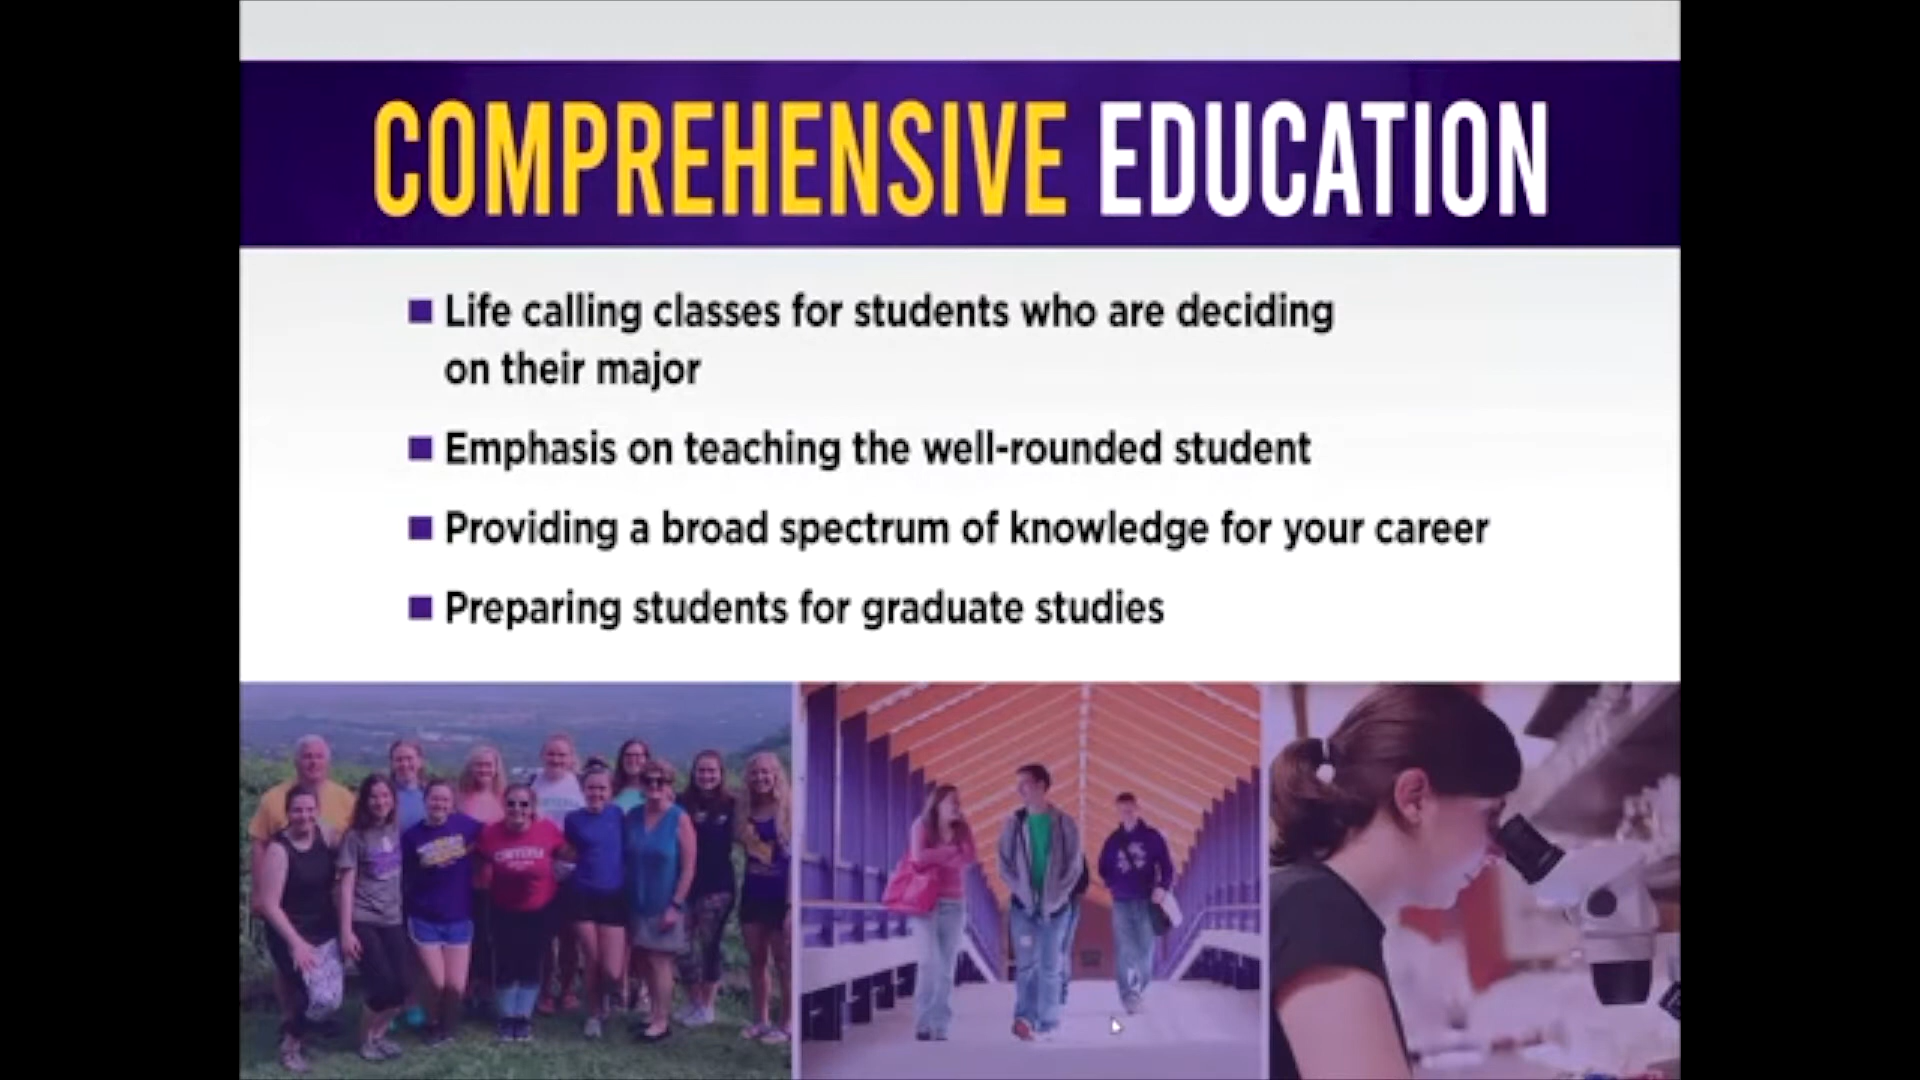 COMPREHENSIVE EDUCATION
Life calling classes for students who are deciding
on their major
Emphasis on teaching the well-rounded student
Providing a broad spectrum of knowledge for your career
Preparing students for graduate studies